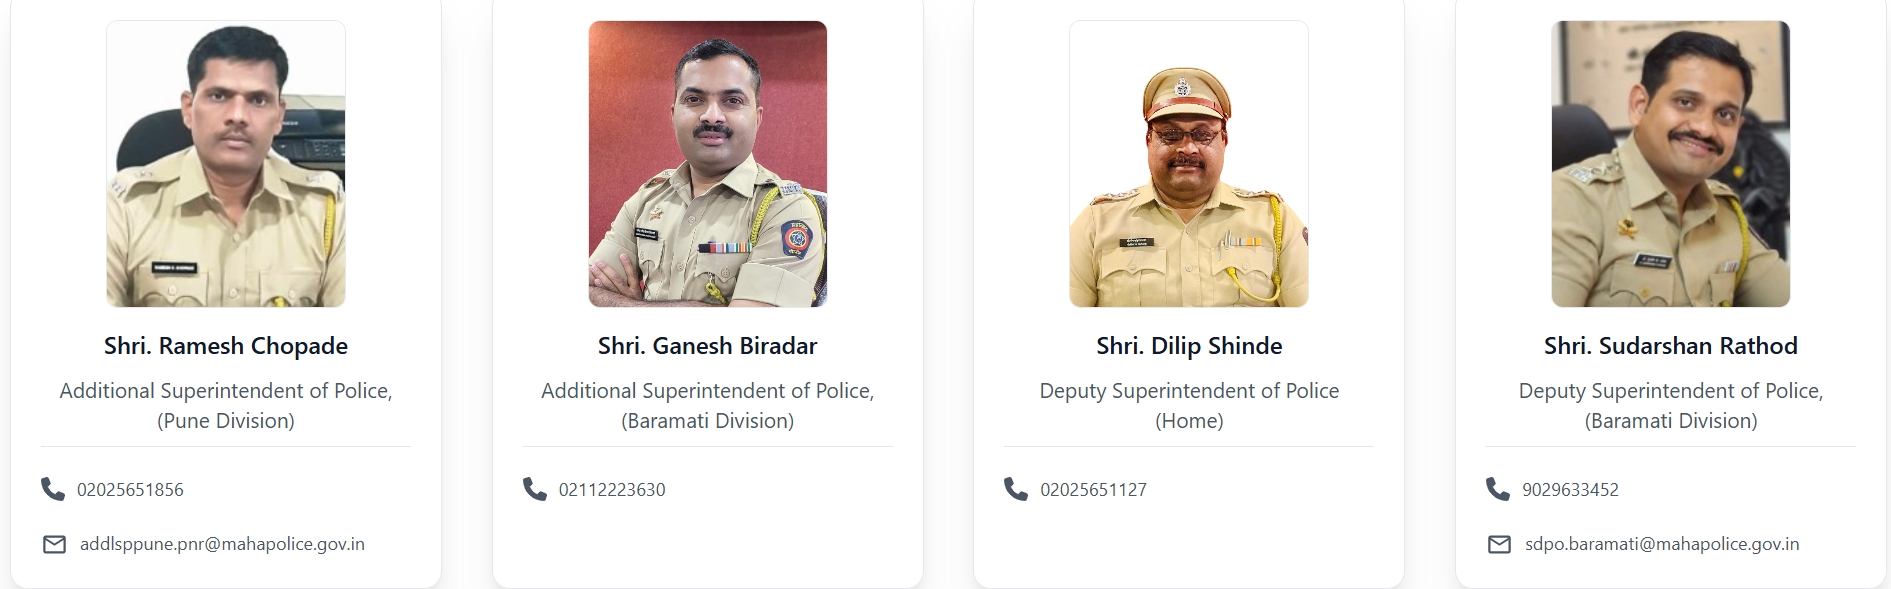 Shri. Ramesh Chopade
Additional Superintendent of Police,
(Pune Division)
02025651856
addlsppune.pnr@mahapolice.gov.in
Shri. Ganesh Biradar
Additional Superintendent of Police,
(Baramati Division)
02112223630
Shri. Dilip Shinde
Deputy Superintendent of Police
(Home)
02025651127
Shri. Sudarshan Rathod
Deputy Superintendent of Police,
(Baramati Division)
9029633452
sdpo.baramati@mahapolice.gov.in